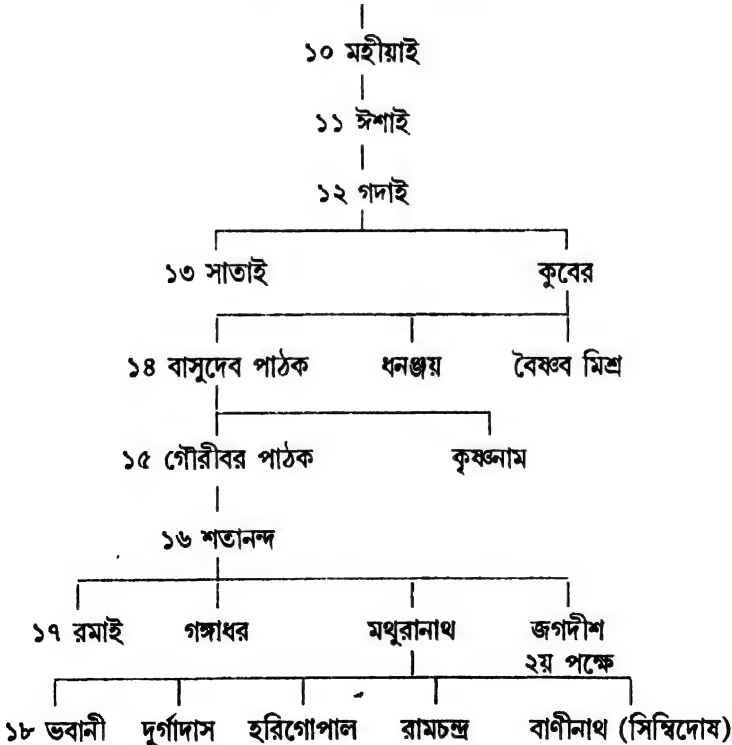 ১০ মহীয়াই
১১ ঈশাই
১২ গদাই
১৩ সাতাই কুবের
১৪ বাসুদেব পাঠক ধনঞ্জয় বৈষ্ণব মিশ্র
১৫ গৌরীবর পাঠক কৃষ্ণনাম
১৬ শতানন্দ
১৭ রমাই গঙ্গাধর মথুরানাথ জগদীশ
২য় পক্ষে
১৮ ভবানী দুর্গাদাস হরিগোপাল রামচন্দ্র বাণীনাথ (সিম্বিদোষ)